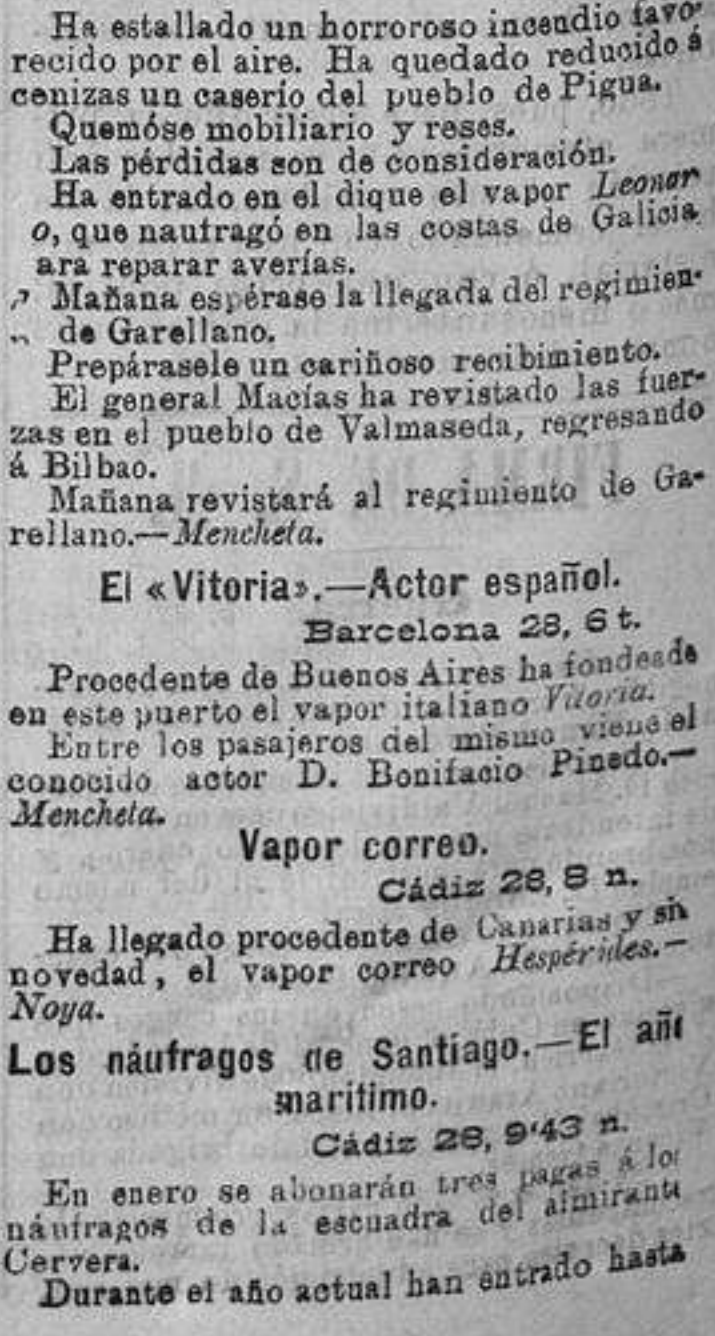 Ha estallado un horroroso incendio favo-
recido por el aire. Ha quedado reducido á
cenizas un caserío del pueblo de Pigua.
Quemóse mobiliario y reses.
Las pérdidas son de consideración.
Ha entrado en el dique el vapor Leonor
o, que naufragó en las costas de Galicia
ara reparar averías.
Mañana espérase la llegada del regimien-
de Garellano.
Prepárasele un cariñoso recibimiento.
El general Macías ha revistado las fuer-
zas en el pueblo de Valmaseda, regresando
á Bilbao.
Mañana revistará al regimiento de Ga-
rellano.—Mencheta.
El «Vitoria».—Actor español.
Barcelona 28, 6 t.
Procedente de Buenos Aires ha fondeado
en este puerto el vapor italiano Vitoria.
Entre los pasajeros del mismo viene el
conocido actor D. Bonifacio Pinedo.—
Mencheta.
Vapor correo.
Cádiz 28, 8 n.
Ha llegado procedente de Canarias y sin
novedad, el vapor correo Hespérides.—
Noya.
Los náufragos de Santiago.—El añ
marítimo.
Cádiz 28, 9'43 n.
En enero se abonarán tres pagas á lo
náufragos de la escuadra del almirante
Cervera.
Durante el año actual han entrado hasta